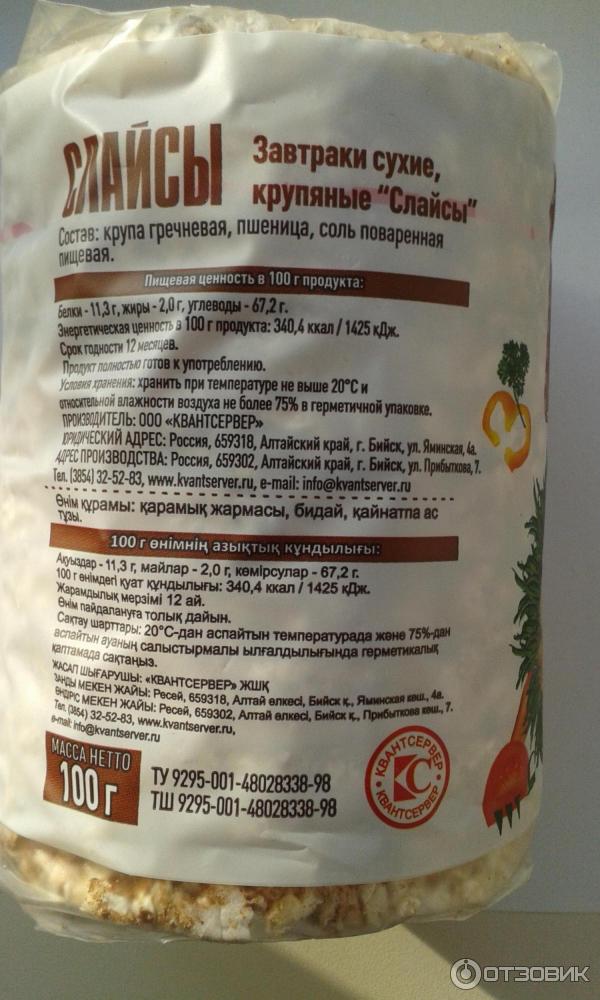 СЛАЙСЫ
Завтраки сухие,
крупяные "Слайсы"
Состав: крупа гречневая, пшеница, соль поваренная
пищевая.
Пищевая ценность в 100 г продукта:
Белки - 11,3 г, жиры - 2,0 г, углеводы - 67,2 г.
Энергетическая ценность в 100 г продукта: 340,4 ккал / 1425 кДж.
Срок годности 12 месяцев.
Продукт полностью готов к употреблению.
Условия хранения: хранить при температуре не выше 20°С и
относительной влажности воздуха не более 75% в герметичной упаковке.
ПРОИЗВОДИТЕЛЬ: ООО «КВАНТСЕРВЕР»
ЮРИДИЧЕСКИЙ АДРЕС: Россия, 659318, Алтайский край, г. Бийск, ул. Яминская, 4а.
АДРЕС ПРОИЗВОДСТВА: Россия, 659302, Алтайский край, г. Бийск, ул. Прибыткова, 7.
Тел. (3854) 32-52-83, www.kvantserver.ru, e-mail: info@kvantserver.ru
Өнім құрамы: қарамық жармасы, бидай, қайнатпа ас
тұзы.
100 г өнімнің азықтық құндылығы:
Ақуыздар - 11,3 г, майлар - 2,0 г, көмірсулар - 67,2 г.
100 г өнімдегі қуат құндылығы: 340,4 ккал / 1425 кДж.
Жарамдылық мерзімі 12 ай.
Өнім пайдалануға толық дайын.
Сақтау шарттары: 20°С-дан аспайтын температурада және 75%-дан
аспайтын ауаның салыстырмалы ылғалдылығында герметикалық
қаптамада сақтаңыз.
ЖАСАП ШЫҒАРУШЫ: «КВАНТСЕРВЕР» ЖШҚ
ЗАҢДЫ МЕКЕН ЖАЙЫ: Ресей, 659318, Алтай өлкесі, Бийск қ., Яминская көш., 4а.
ӨНДІРІС МЕКЕН ЖАЙЫ: Ресей, 659302, Алтай өлкесі, Бийск қ., Прибыткова көш., 7.
Тел. (3854) 32-52-83, www.kvantserver.ru,
e-mail: info@kvantserver.ru
МАССА НЕТТО
100 г
ТУ 9295-001-48028338-98
ТШ 9295-001-48028338-98
КВАНТСЕРВЕР
КС
КВАНТСЕРВЕР
ОТЗОВИК